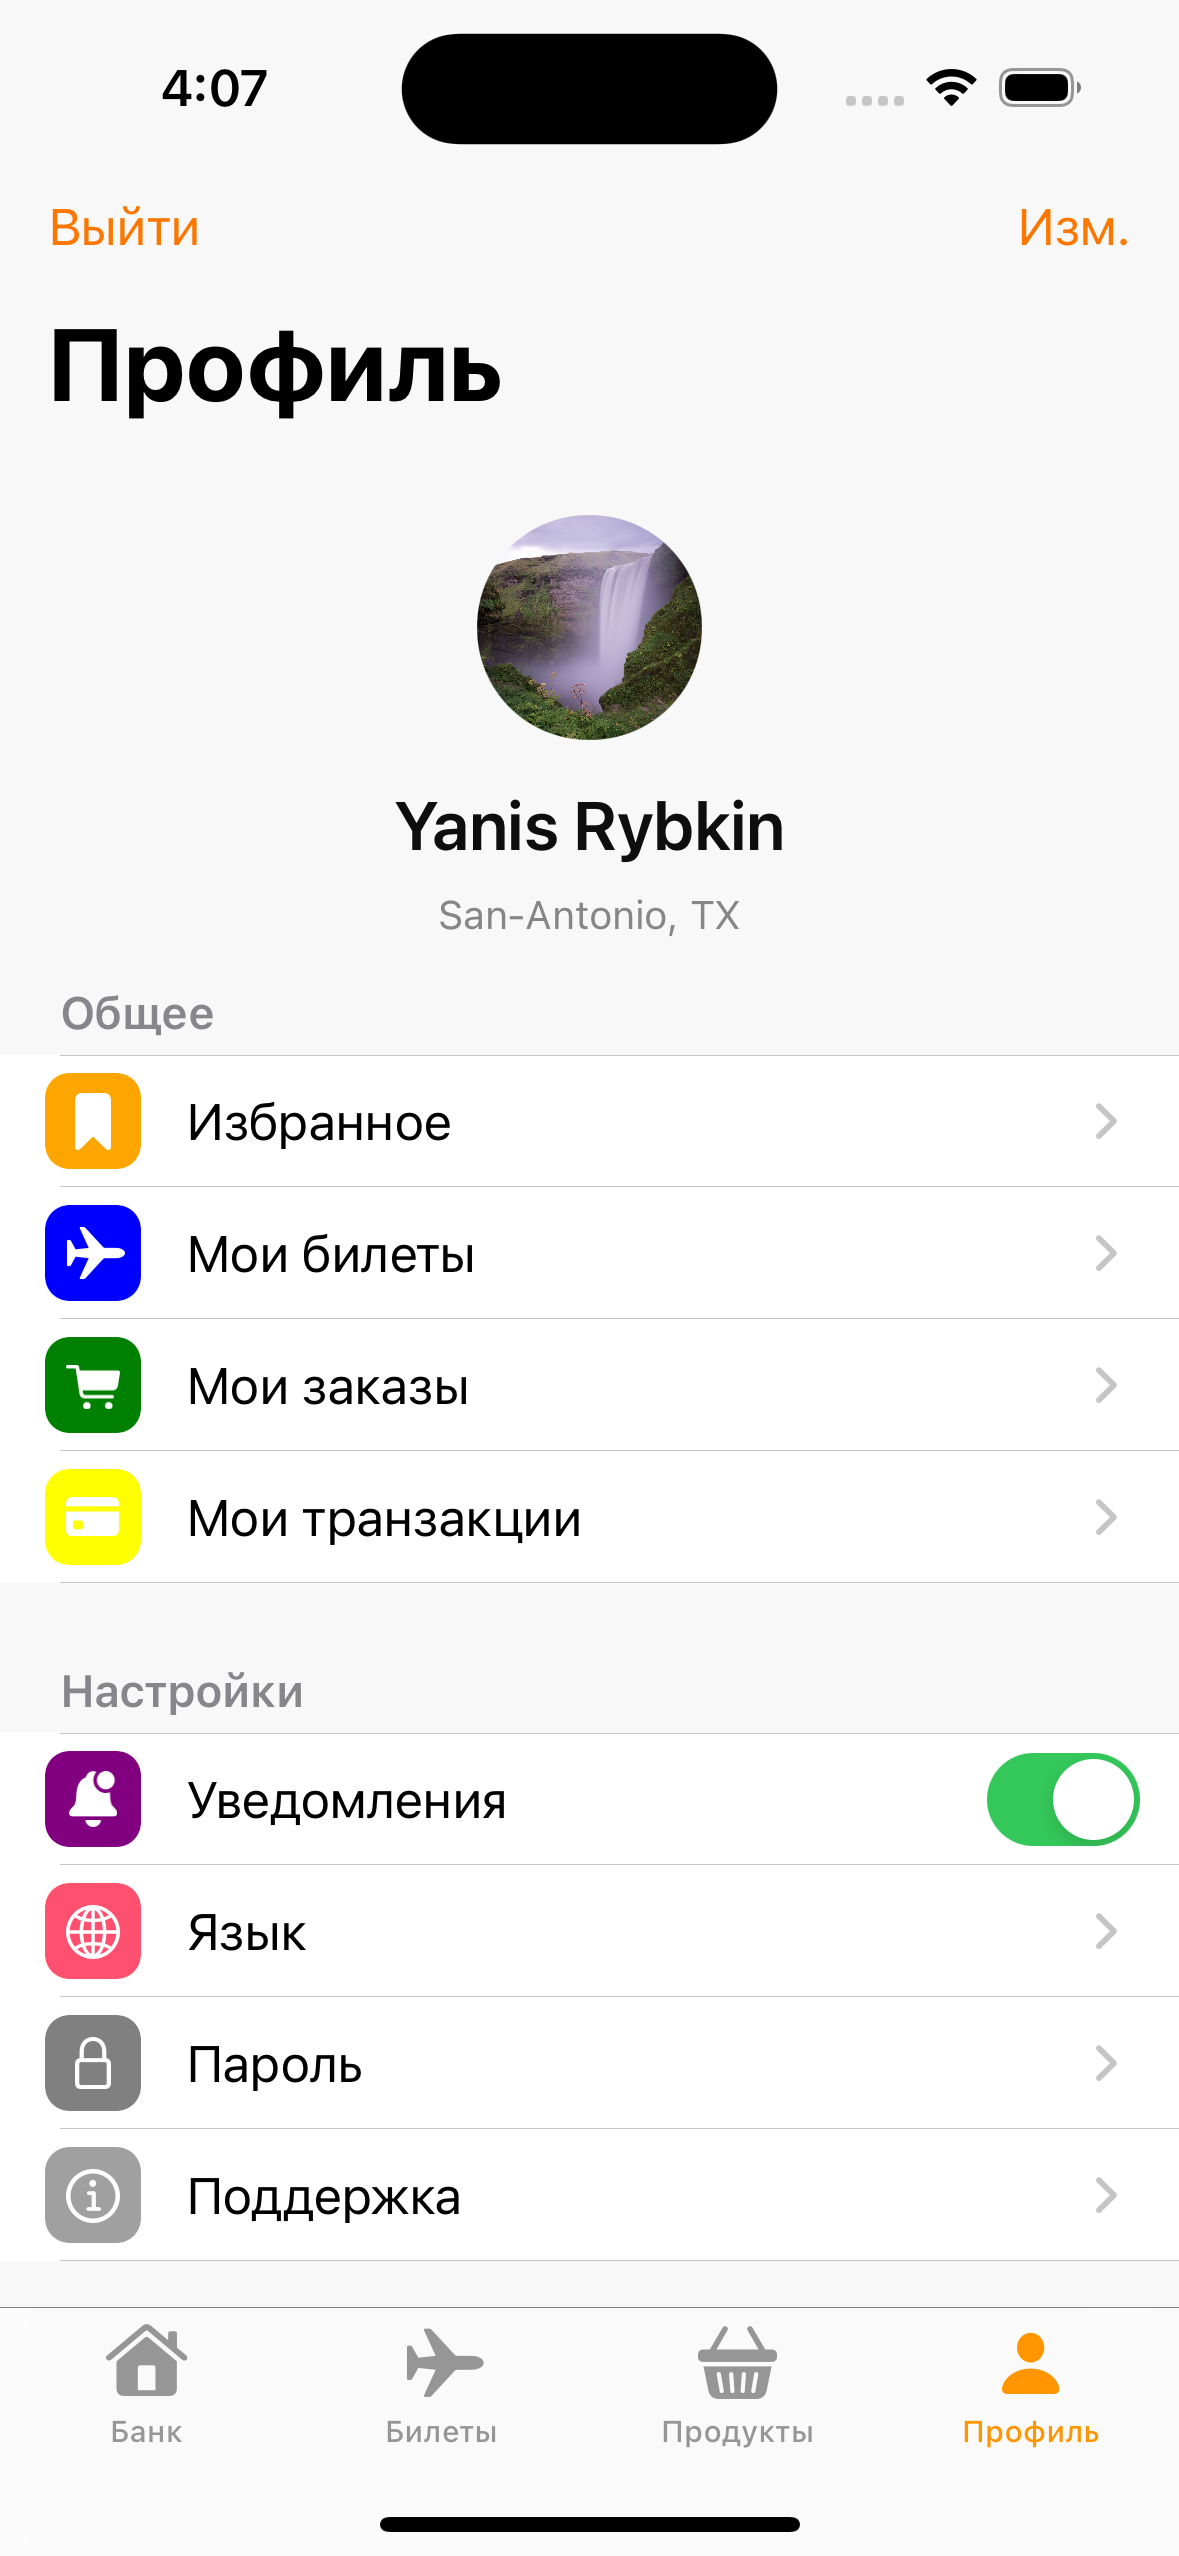 4:07
Выйти
Изм.
Профиль
Yanis Rybkin
San-Antonio, TX
Общее
Избранное
Мои билеты
Мои заказы
Мои транзакции
Настройки
Уведомления
Язык
Пароль
Поддержка
Банк
Билеты
Продукты
Профиль